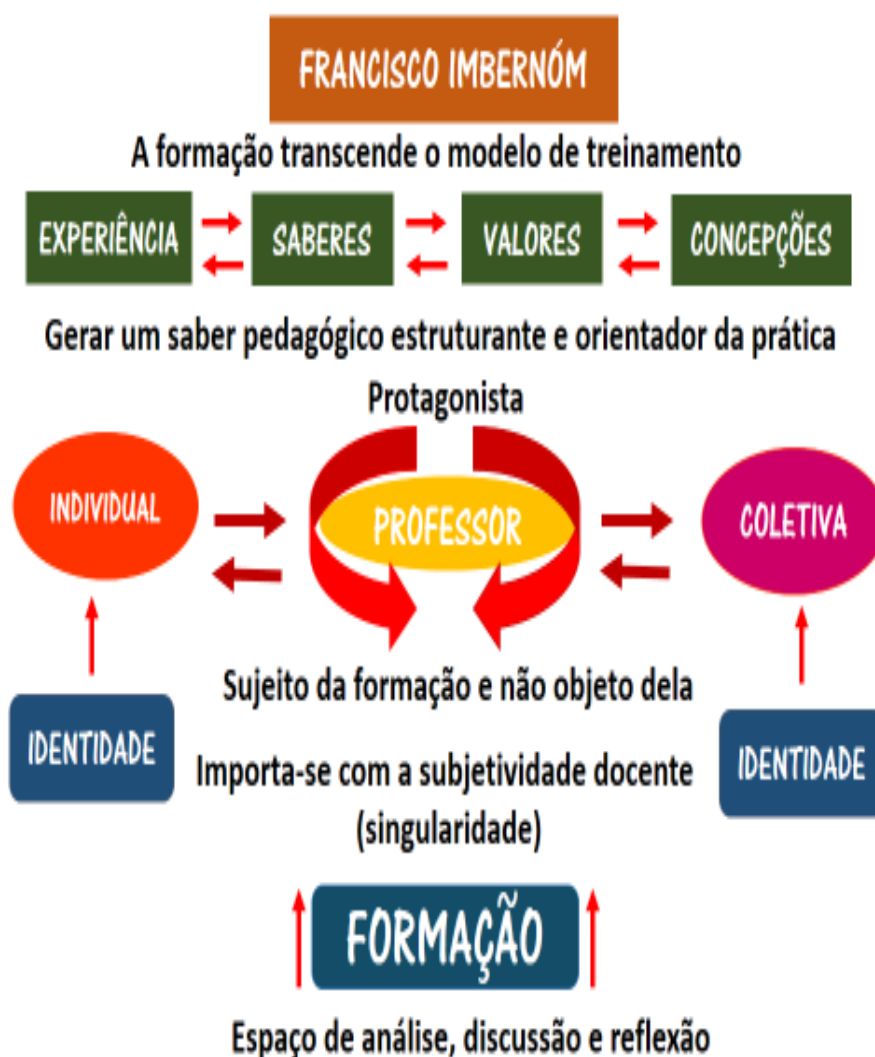 FRANCISCO IMBERNÓM
A formação transcende o modelo de treinamento
EXPERIÊNCIA
SABERES
VALORES
CONCEPÇÕES
Gerar um saber pedagógico estruturante e orientador da prática
Protagonista
INDIVIDUAL
PROFESSOR
COLETIVA
Sujeito da formação e não objeto dela
IDENTIDADE
IDENTIDADE
Importa-se com a subjetividade docente
(singularidade)
FORMAÇÃO
Espaço de análise, discussão e reflexão